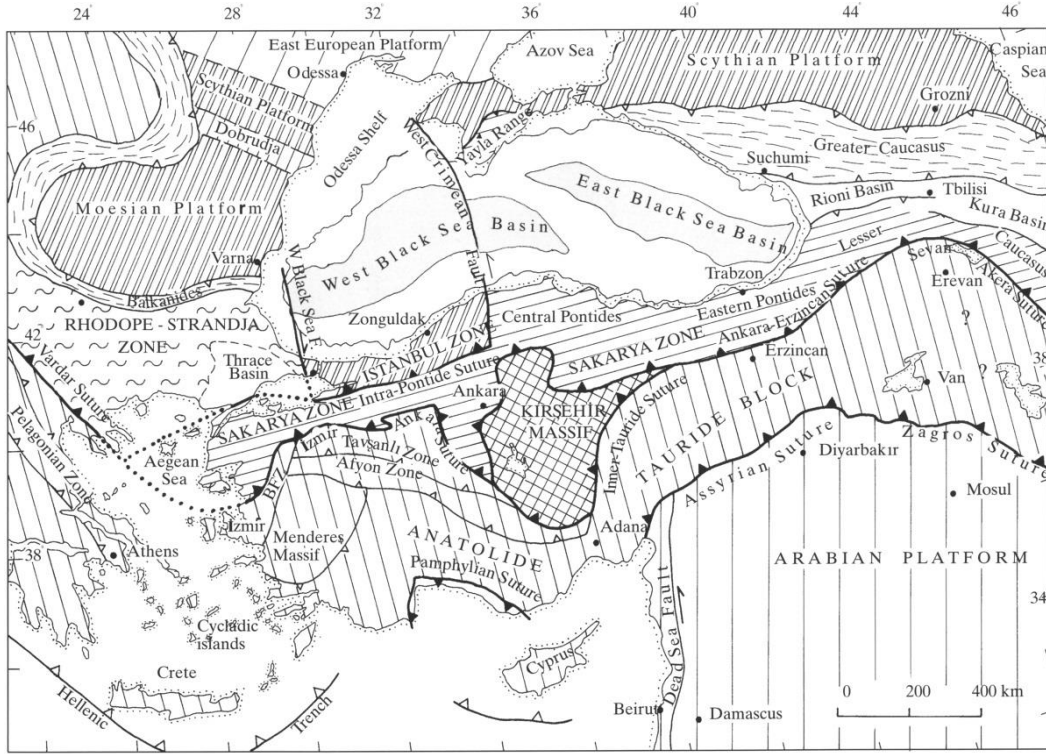 24°
28
32
36
40
44
46
East European Platform
Odessa
Azov Sea
Scythian Platform
Caspian
Sea
Grozni
46
Scythian Platform
Dobrudja
Odessa Shelf
West Crimean
Fault
Yayla Range
Greater Caucasus
Suchumi
Rioni Basin
Tbilisi
Kura Basin
Moesian Platform
West Black Sea Basin
East Black Sea Basin
Lesser
Caucasus
Varna
Balkanides
W Black Sea F.
Trabzon
Sevan
Akera Suture
Erevan
?
RHODOPE - STRANDJA
ZONE
42
Zonguldak
Central Pontides
Eastern Pontides
İSTANBUL ZONE
SAKARYA ZONE
Ankara-Erzincan Suture
Erzincan
Vardar Suture
Thrace
Basin
Intra-Pontide Suture
SAKARYA ZONE
Ankara
KIRŞEHİR
MASSIF
Van
?
38
Pelagonian Zone
Aegean
Sea
İzmir
Ankara
Suture
Tavşanlı Zone
Afyon Zone
BFZ
Inner-Tauride Suture
TAURIDE BLOCK
Assyrian Suture
Diyarbakır
Zagros Suture
Mosul
İzmir
Menderes
Massif
ANATOLIDE
Adana
38
Athens
Pamphylian Suture
ARABIAN PLATFORM
34
Cycladic
islands
Crete
Cyprus
Dead Sea Fault
Hellenic
Trench
Beirut
Damascus
0 200 400 km